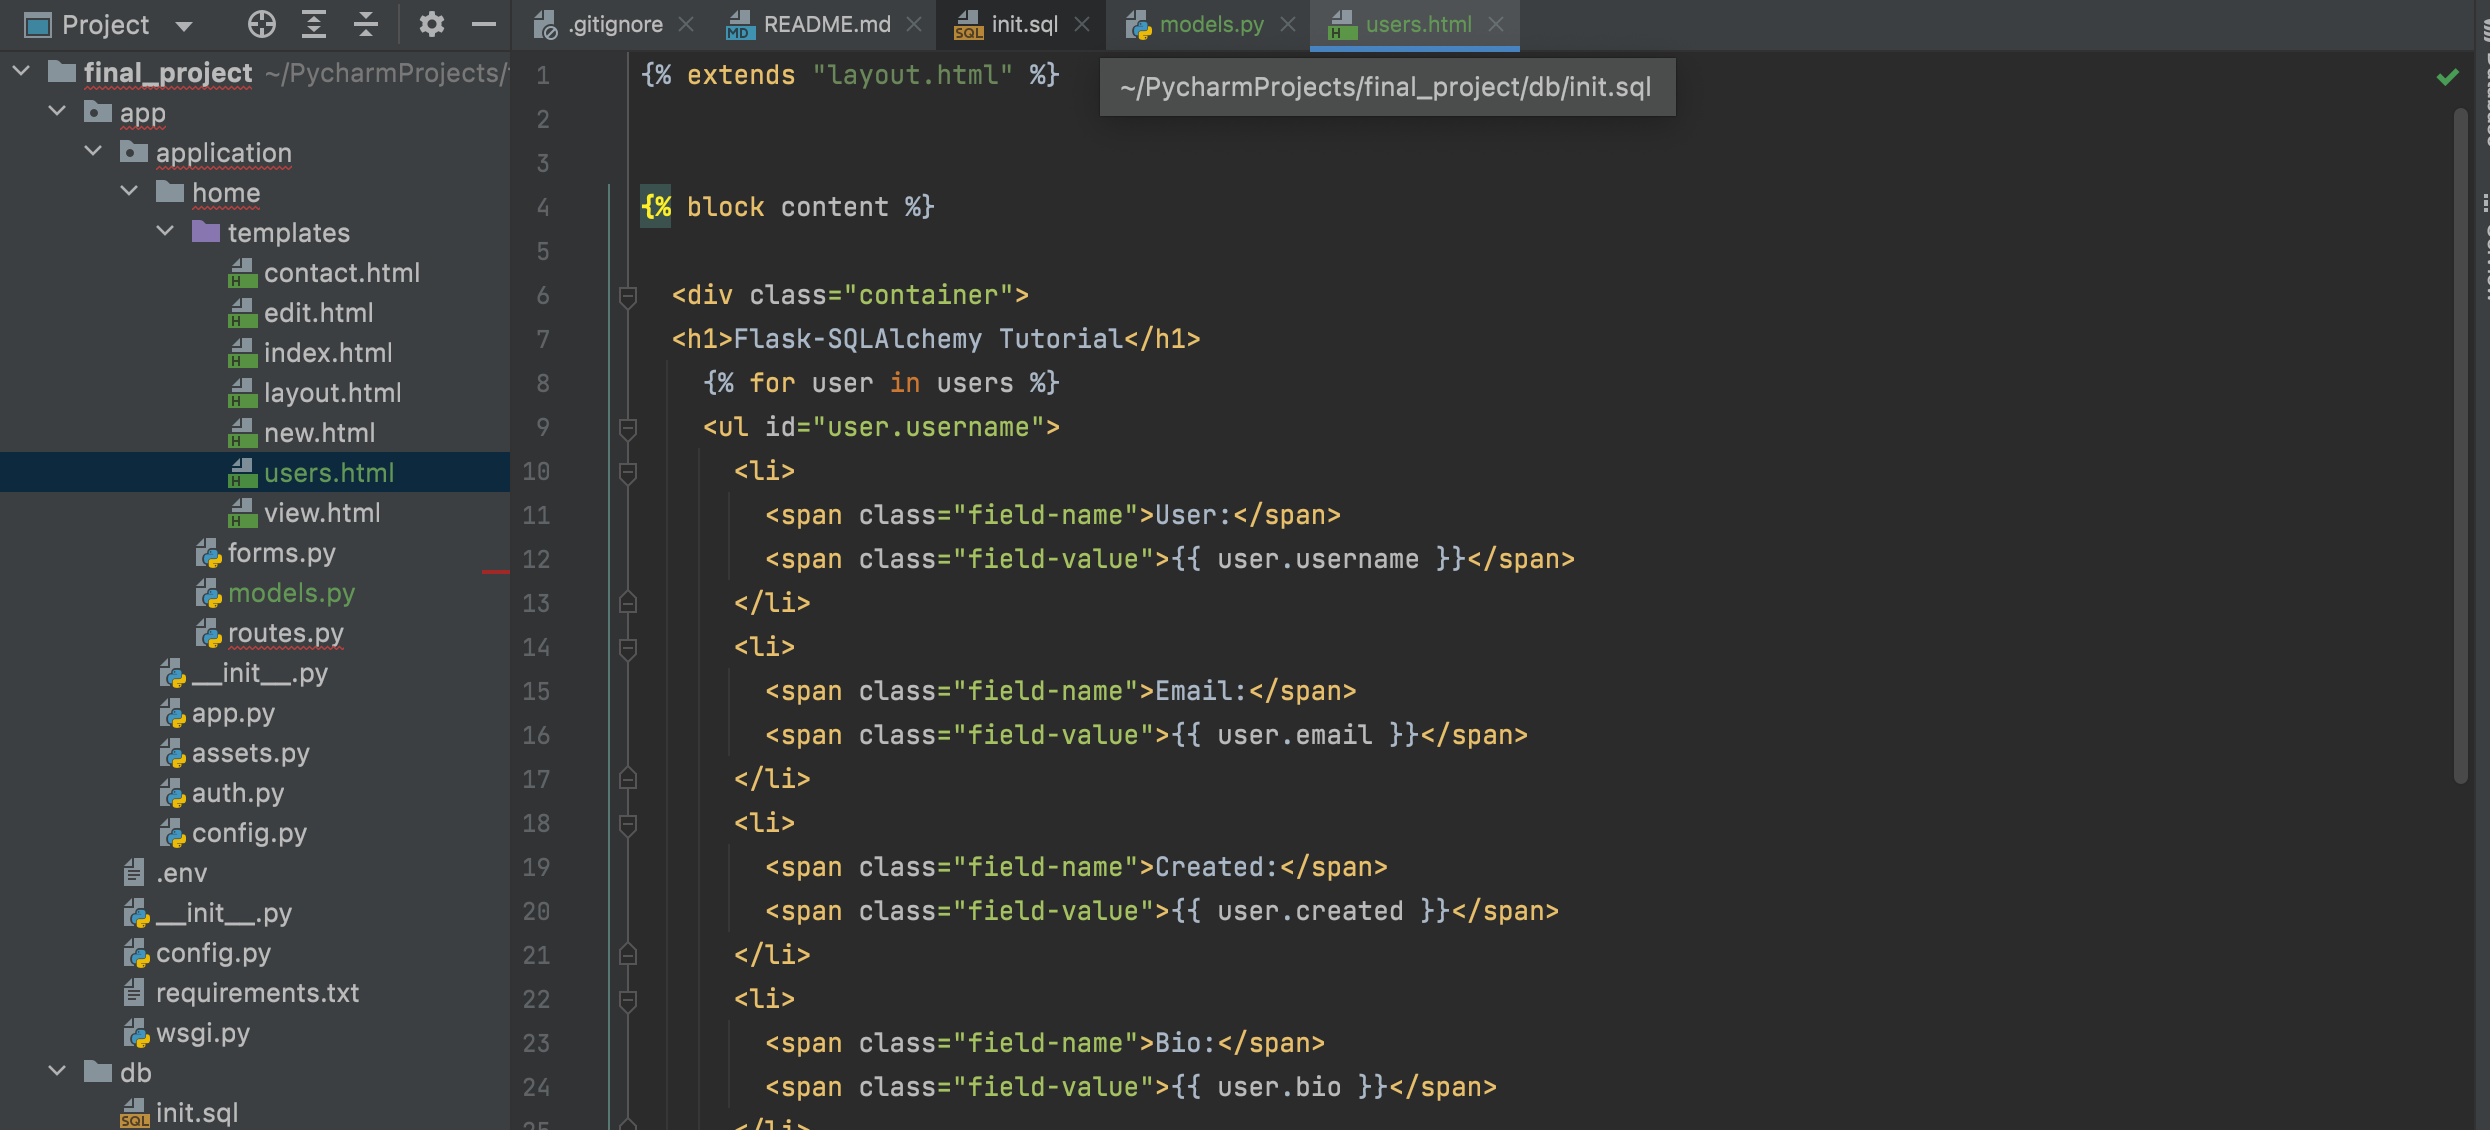 Project
.gitignore
README.md
init.sql
models.py
users.html
final_project ~/PycharmProjects/
app
application
home
templates
contact.html
edit.html
index.html
layout.html
new.html
users.html
view.html
forms.py
models.py
routes.py
__init__.py
app.py
assets.py
auth.py
config.py
.env
__init__.py
config.py
requirements.txt
wsgi.py
db
init.sql
~/PycharmProjects/final_project/db/init.sql
1 {% extends "layout.html" %}
2
3
4 {% block content %}
5
6 <div class="container">
7 <h1>Flask-SQLAlchemy Tutorial</h1>
8 {% for user in users %}
9 <ul id="user.username">
10 <li>
11 <span class="field-name">User:</span>
12 <span class="field-value">{{ user.username }}</span>
13 </li>
14 <li>
15 <span class="field-name">Email:</span>
16 <span class="field-value">{{ user.email }}</span>
17 </li>
18 <li>
19 <span class="field-name">Created:</span>
20 <span class="field-value">{{ user.created }}</span>
21 </li>
22 <li>
23 <span class="field-name">Bio:</span>
24 <span class="field-value">{{ user.bio }}</span>
25 </li>